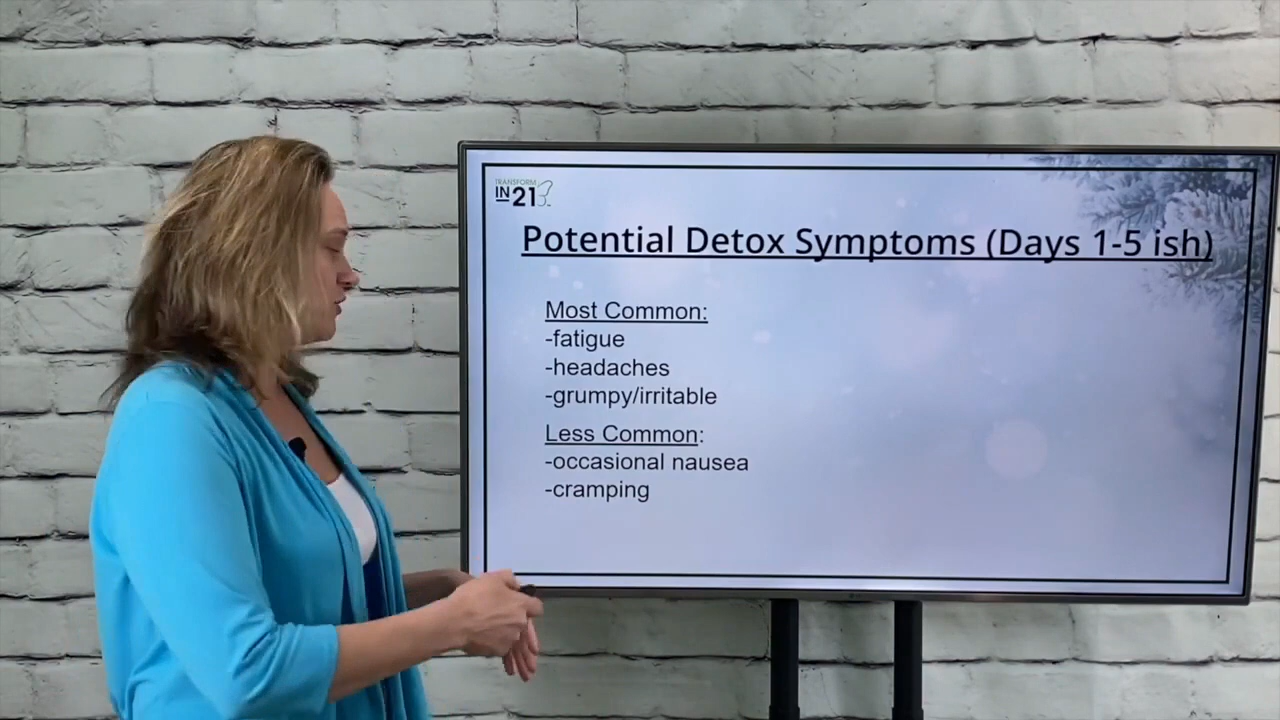 TRANSFORM
IN 21
Potential Detox Symptoms (Days 1-5 ish)
Most Common:
-fatigue
-headaches
-grumpy/irritable
Less Common:
-occasional nausea
-cramping